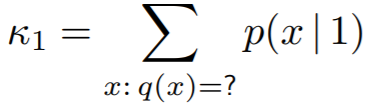 κ₁ = ∑ p(x | 1)
x: q(x)=?